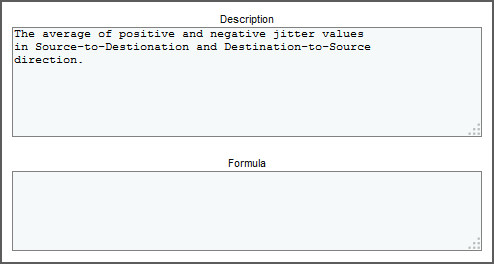 Description
The average of positive and negative jitter values
in Source-to-Destionation and Destination-to-Source
direction.
Formula